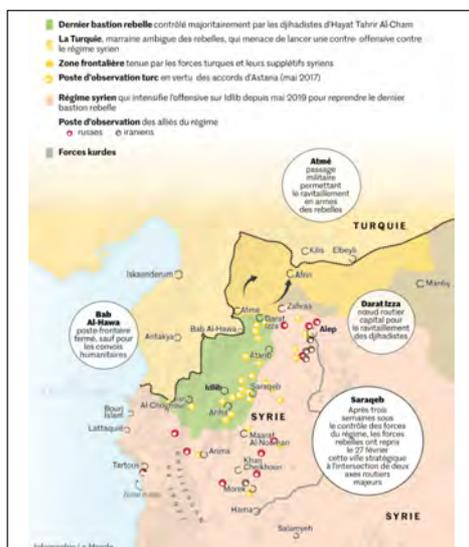 Dernier bastion rebelle contrôlé majoritairement par les djihadistes d'Hayat Tahrir Al-Cham
La Turquie, marraine ambigue des rebelles, qui menace de lancer une contre- offensive contre
le régime syrien
Zone frontalière tenue par les forces turques et leurs supplétifs syriens
Poste d'observation turc en vertu des accords d'Astana (mai 2017)
Régime syrien qui intensifie l'offensive sur Idlib depuis mai 2019 pour reprendre le dernier
bastion rebelle
Poste d'observation des alliés du régime
russes iraniens
Forces kurdes
Atmé
passage
militaire
permettant
le ravitaillement
en armes
des rebelles
TURQUIE
Kilis Elbeyli
Iskenderum
Afrin
Manbij
Bab
Al-Hawa
poste-frontière
fermé, sauf pour
les convois
humanitaires
Atmé
Zahraa
Darat
Izza
Bab Al-Hawa
Antakya
Alep
Darat Izza
nœud routier
capital pour
le ravitaillement
des djihadistes
Atarib
Idlib
Saraqeb
Al-Choghour
Ariha
SYRIE
Lattaquié
Maarat
Al-Nouman
Tartous
Khan
Cheikhoun
Morek
Hama
Salamyeh
Saraqeb
Après trois
semaines sous
le contrôle des forces
du régime, les forces
rebelles ont repris
le 27 février
cette ville stratégique
à l'intersection de deux
axes routiers
majeurs
SYRIE
Infographie Le Monde